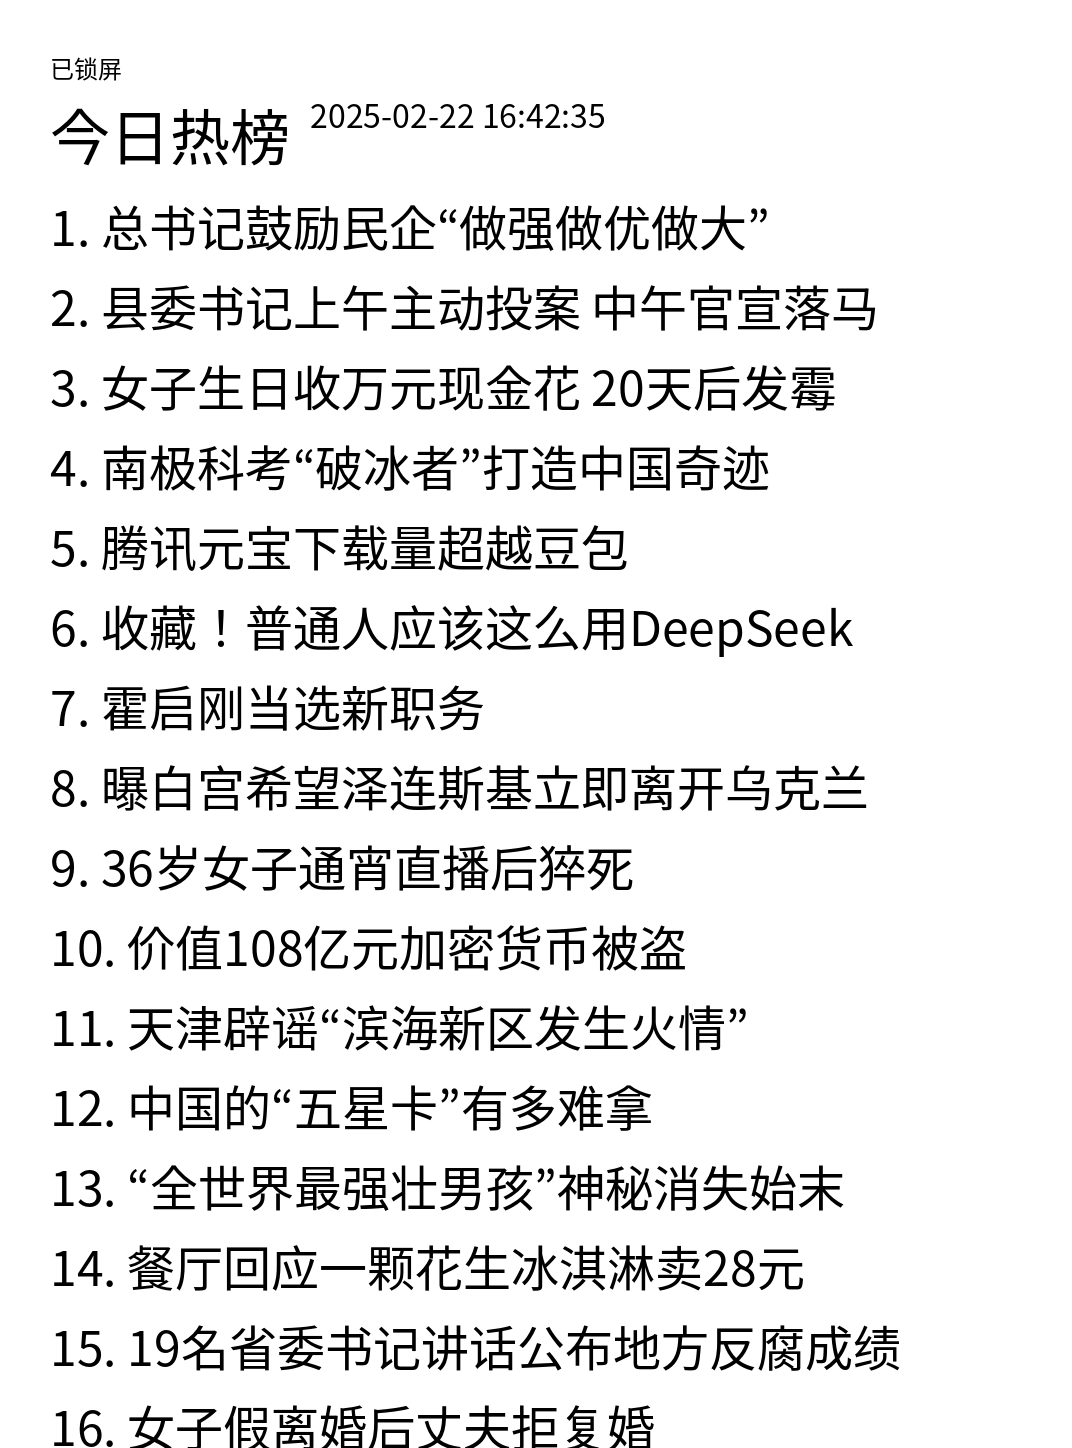 已锁屏
今日热榜 2025-02-22 16:42:35
1. 总书记鼓励民企“做强做优做大”
2. 县委书记上午主动投案 中午官宣落马
3. 女子生日收万元现金花 20天后发霉
4. 南极科考“破冰者”打造中国奇迹
5. 腾讯元宝下载量超越豆包
6. 收藏！普通人应该这么用DeepSeek
7. 霍启刚当选新职务
8. 曝白宫希望泽连斯基立即离开乌克兰
9. 36岁女子通宵直播后猝死
10. 价值108亿元加密货币被盗
11. 天津辟谣“滨海新区发生火情”
12. 中国的“五星卡”有多难拿
13. “全世界最强壮男孩”神秘消失始末
14. 餐厅回应一颗花生冰淇淋卖28元
15. 19名省委书记讲话公布地方反腐成绩
16. 女子假离婚后丈夫拒复婚